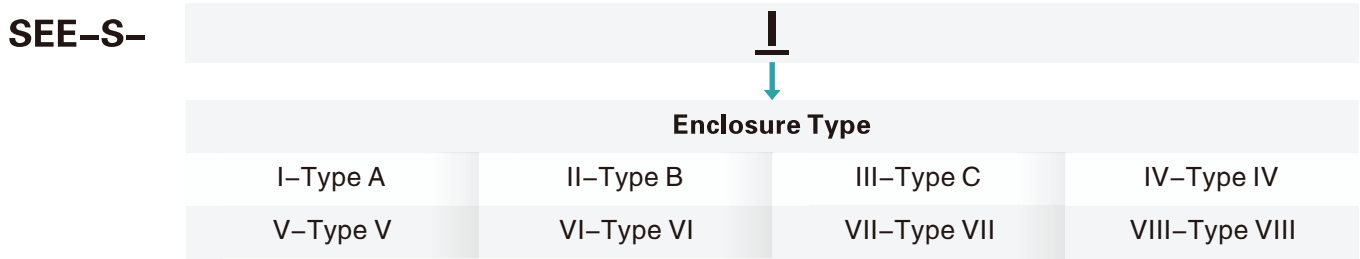 SEE–S– I
Enclosure Type
I–Type A II–Type B III–Type C IV–Type IV
V–Type V VI–Type VI VII–Type VII VIII–Type VIII